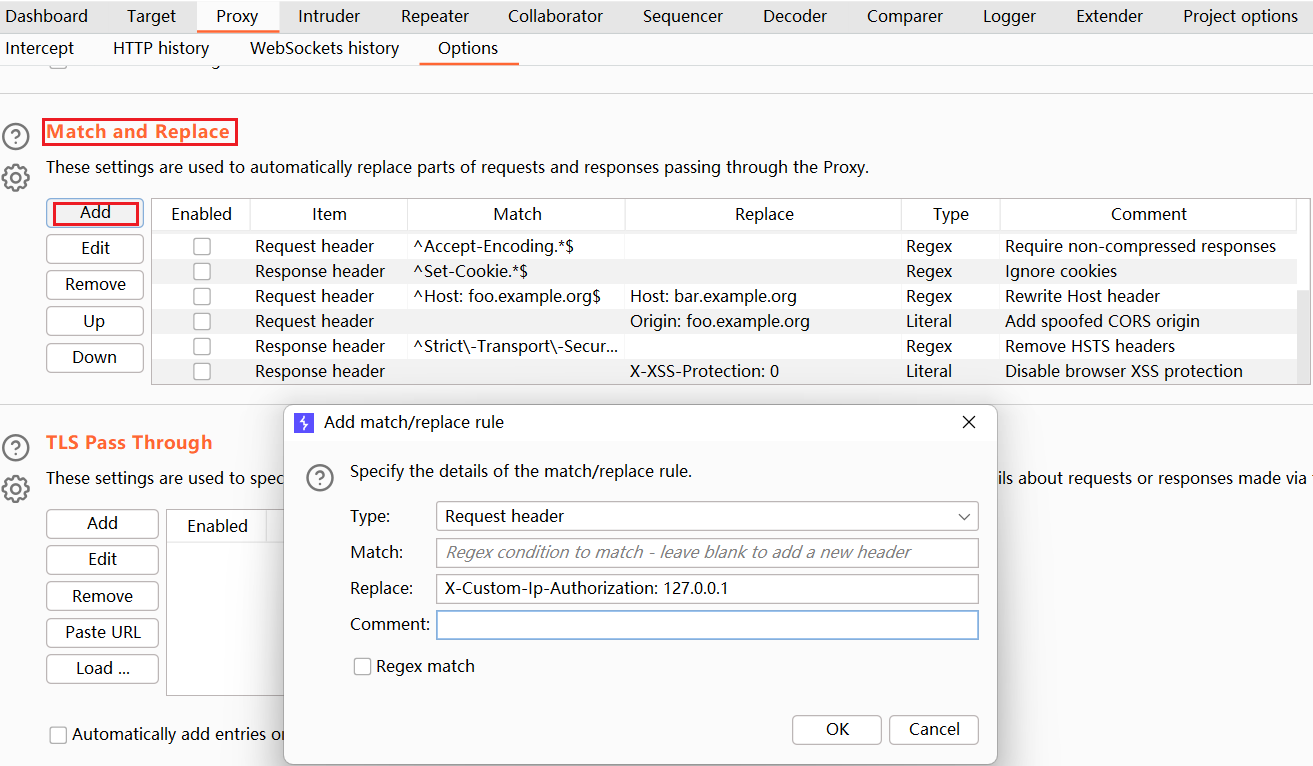 Dashboard Target Proxy Intruder Repeater Collaborator Sequencer Decoder Comparer Logger Extender Project options
Intercept HTTP history WebSockets history Options
Match and Replace
These settings are used to automatically replace parts of requests and responses passing through the Proxy.
Add Enabled Item Match Replace Type Comment
Request header ^Accept-Encoding.*$ Regex Require non-compressed responses
Edit
Response header ^Set-Cookie.*$ Regex Ignore cookies
Remove
Request header ^Host: foo.example.org$ Host: bar.example.org Regex Rewrite Host header
Up Request header Origin: foo.example.org Literal Add spoofed CORS origin
Response header ^Strict\-Transport\-Secur... Regex Remove HSTS headers
Down
Response header X-XSS-Protection: 0 Literal Disable browser XSS protection
Add match/replace rule
TLS Pass Through
Specify the details of the match/replace rule.
These settings are used to spec ils about requests or responses made via
Type: Request header
Add Enabled
Match: Regex condition to match - leave blank to add a new header
Edit
Replace: X-Custom-Ip-Authorization: 127.0.0.1
Remove
Comment:
Paste URL
Load ...
Regex match
Automatically add entries
OK Cancel